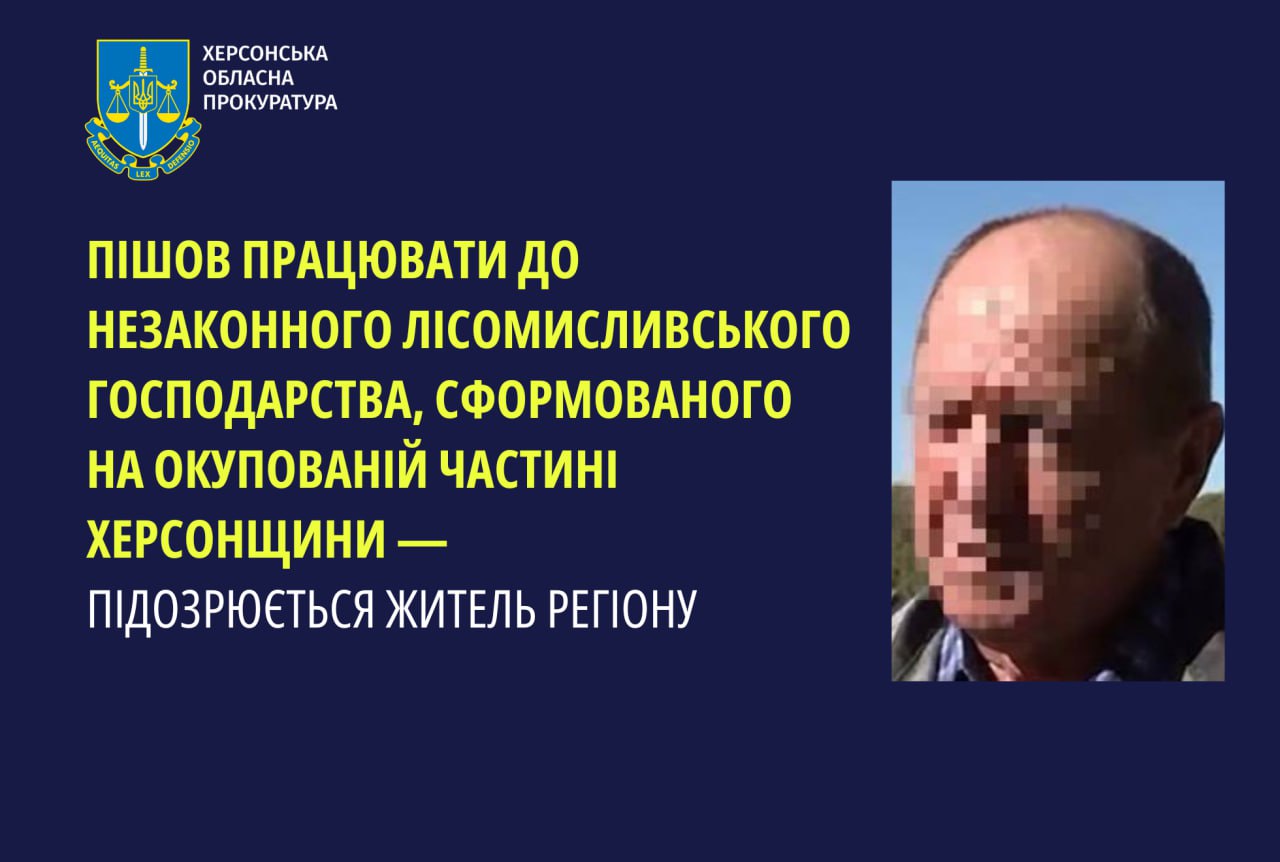 ХЕРСОНСЬКА
ОБЛАСНА
ПРОКУРАТУРА
AEQUITAS LEX DEFENSIO
ПІШОВ ПРАЦЮВАТИ ДО
НЕЗАКОННОГО ЛІСОМИСЛИВСЬКОГО
ГОСПОДАРСТВА, СФОРМОВАНОГО
НА ОКУПОВАНІЙ ЧАСТИНІ
ХЕРСОНЩИНИ —
ПІДОЗРЮЄТЬСЯ ЖИТЕЛЬ РЕГІОНУ